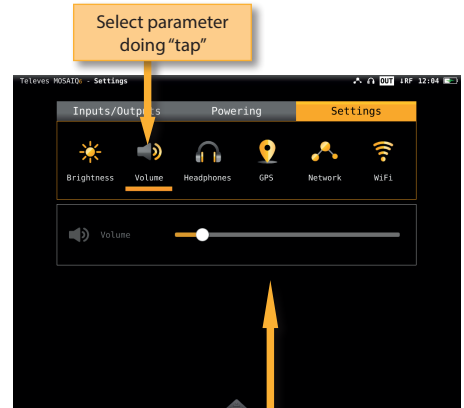 Select parameter
doing “tap”
Televes MOSAIQ6 - Settings OUT ↓RF 12:04
Inputs/Outputs Powering Settings
Brightness Volume Headphones GPS Network WiFi
Volume